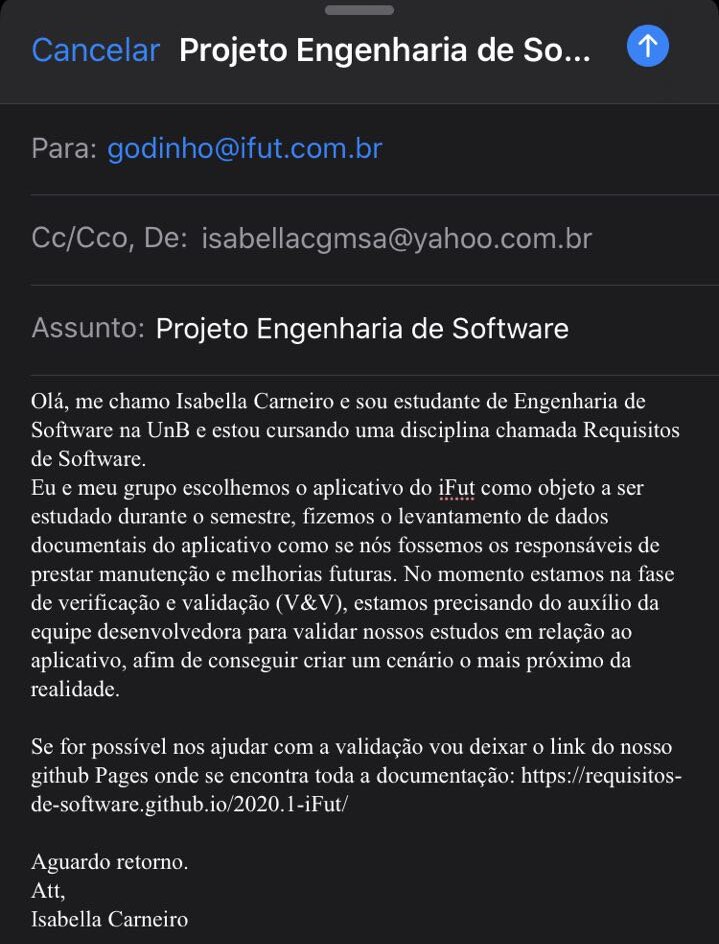 Cancelar Projeto Engenharia de So...
Para: godinho@ifut.com.br
Cc/Cco, De: isabellacgmsa@yahoo.com.br
Assunto: Projeto Engenharia de Software
Olá, me chamo Isabella Carneiro e sou estudante de Engenharia de
Software na UnB e estou cursando uma disciplina chamada Requisitos
de Software.
Eu e meu grupo escolhemos o aplicativo do iFut como objeto a ser
estudado durante o semestre, fizemos o levantamento de dados
documentais do aplicativo como se nós fossemos os responsáveis de
prestar manutenção e melhorias futuras. No momento estamos na fase
de verificação e validação (V&V), estamos precisando do auxílio da
equipe desenvolvedora para validar nossos estudos em relação ao
aplicativo, afim de conseguir criar um cenário o mais próximo da
realidade.
Se for possível nos ajudar com a validação vou deixar o link do nosso
github Pages onde se encontra toda a documentação: https://requisitos-
de-software.github.io/2020.1-iFut/
Aguardo retorno.
Att,
Isabella Carneiro